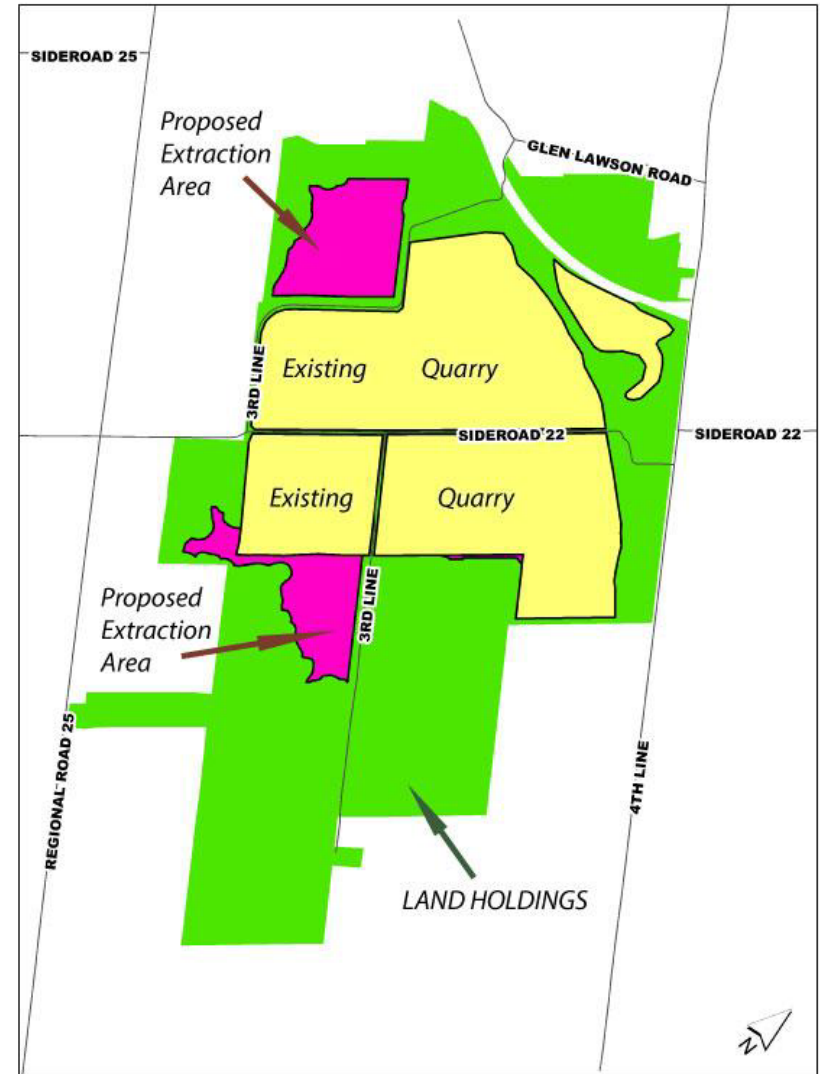 SIDEROAD 25
Proposed
Extraction
Area
GLEN LAWSON ROAD
3RD LINE
Existing Quarry
SIDEROAD 22
SIDEROAD 22
Existing Quarry
Proposed
Extraction
Area
3RD LINE
REGIONAL ROAD 25
4TH LINE
LAND HOLDINGS
N